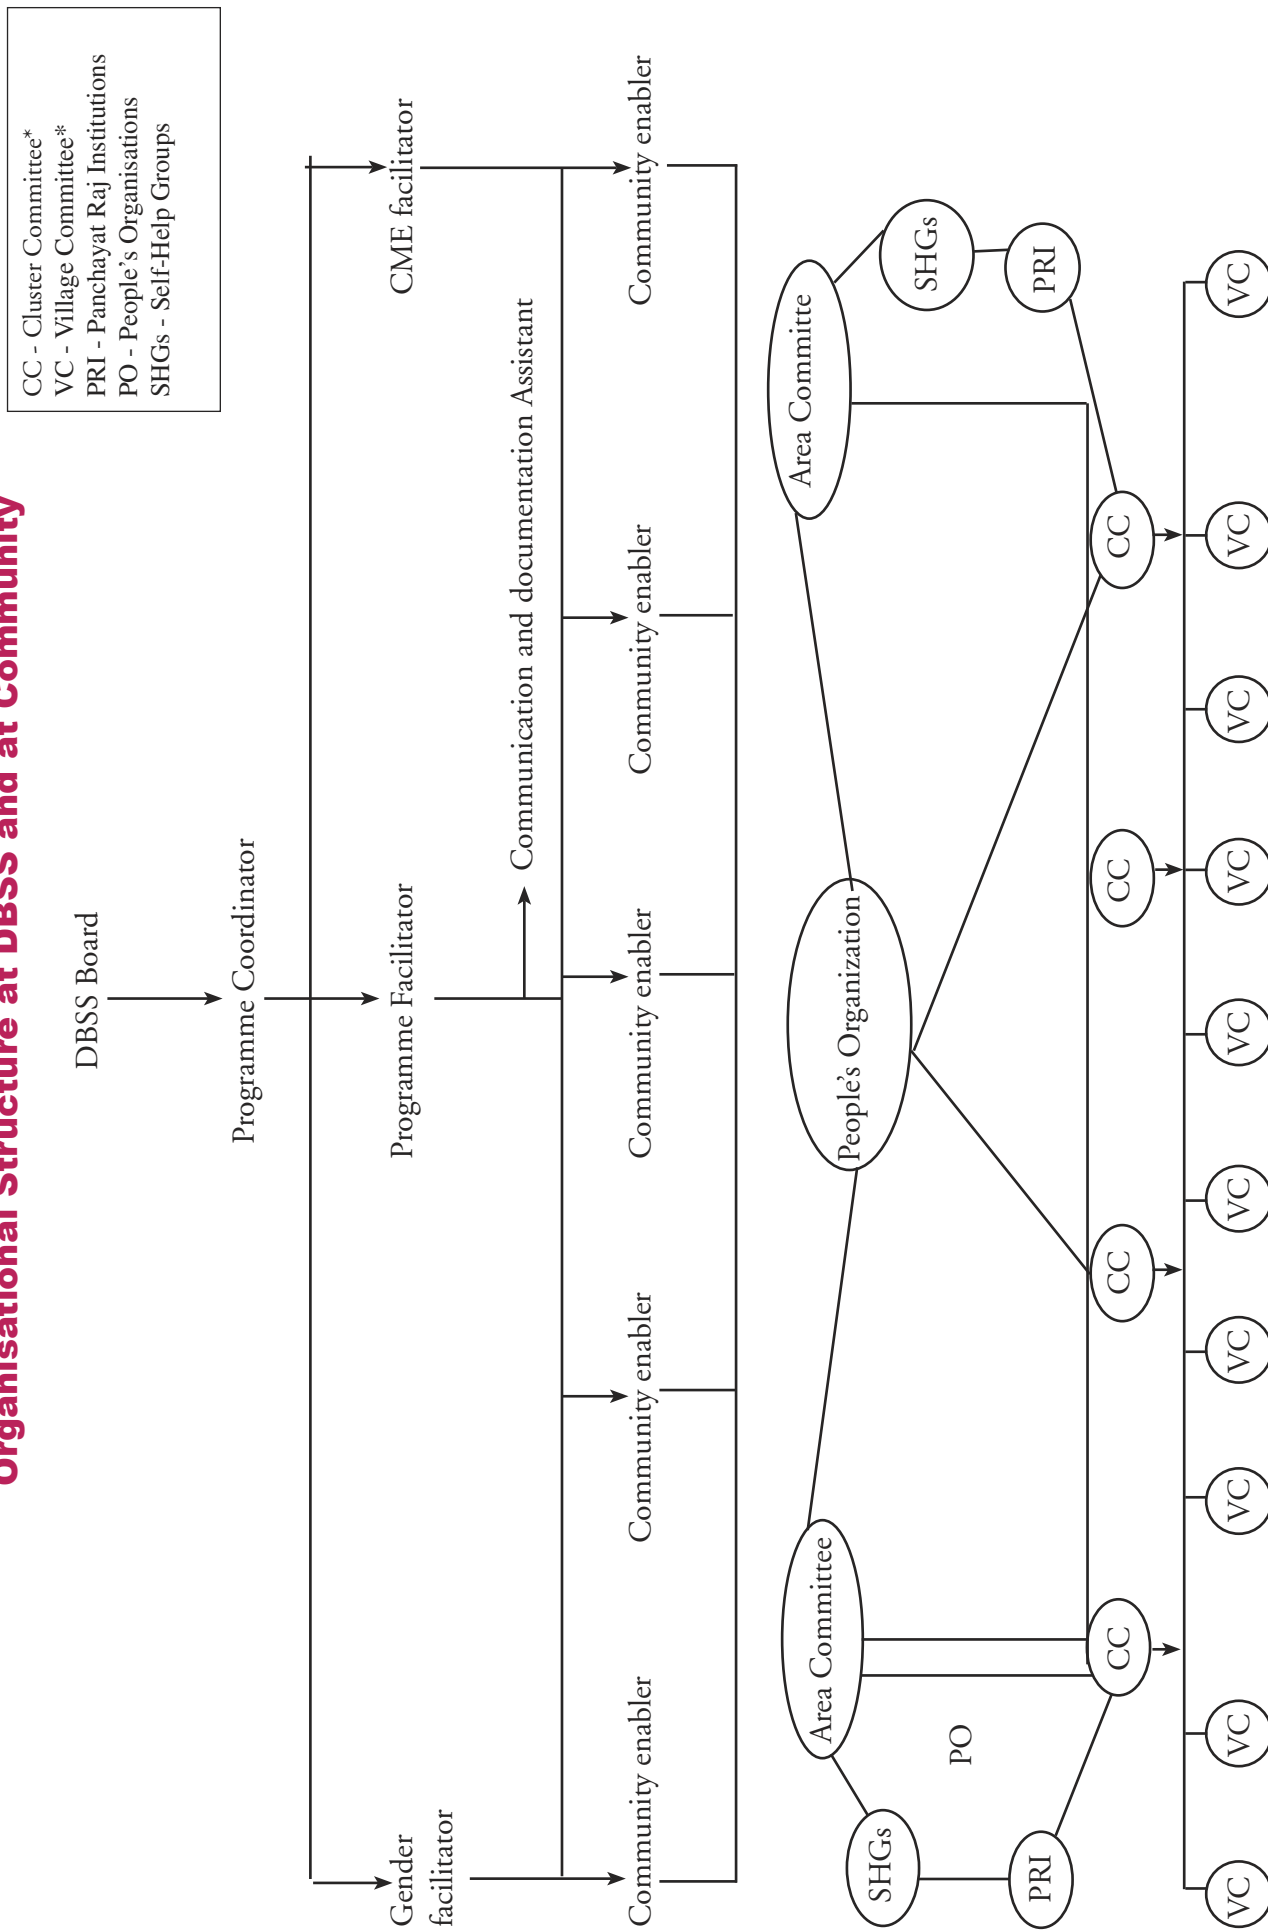 Organisational Structure at DBSS and at Community
CC - Cluster Committee*
VC - Village Committee*
PRI - Panchayat Raj Institutions
PO - People's Organisations
SHGs - Self-Help Groups
DBSS Board
Programme Coordinator
Gender
facilitator
Programme Facilitator
CME facilitator
Communication and documentation Assistant
Community enabler
Community enabler
Community enabler
Community enabler
Community enabler
Area Committee
People's Organization
Area Committe
SHGs
SHGs
PO
PRI
PRI
CC
CC
CC
CC
VC
VC
VC
VC
VC
VC
VC
VC
VC
VC